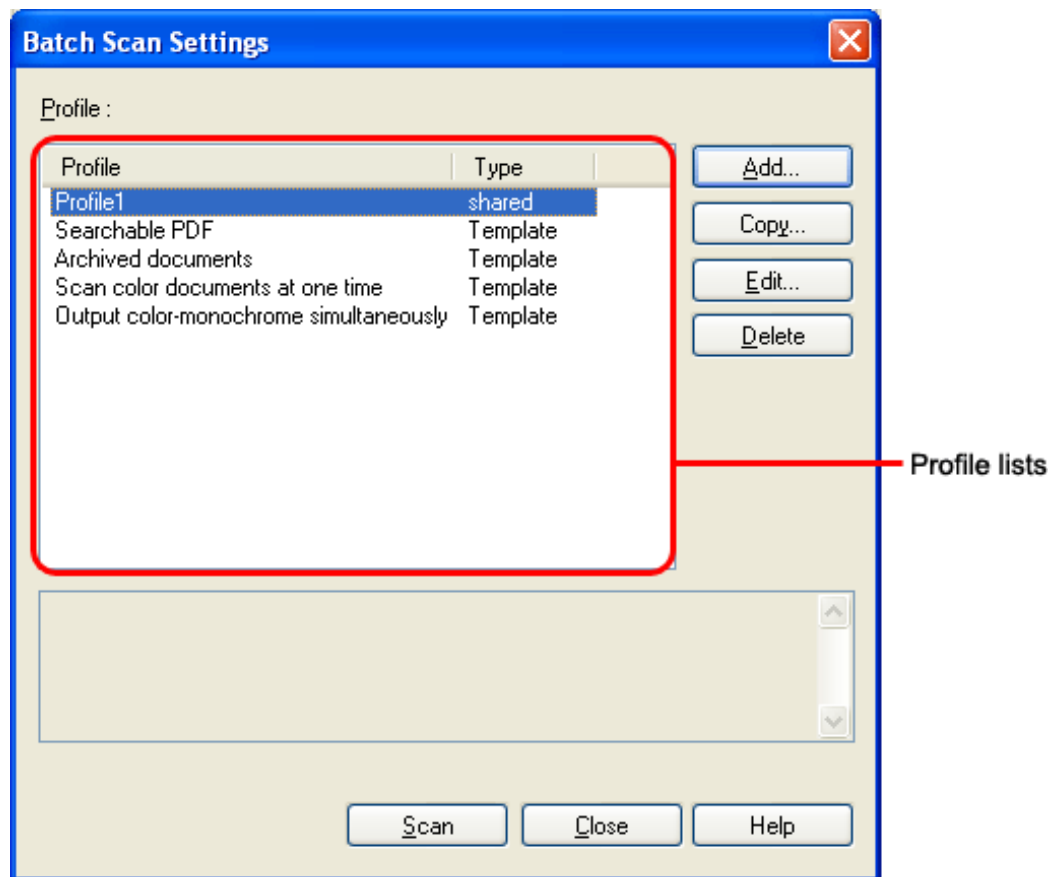 Batch Scan Settings
Profile :
Profile Type
Profile1 shared
Searchable PDF Template
Archived documents Template
Scan color documents at one time Template
Output color-monochrome simultaneously Template
Add...
Copy...
Edit...
Delete
Profile lists
Scan Close Help